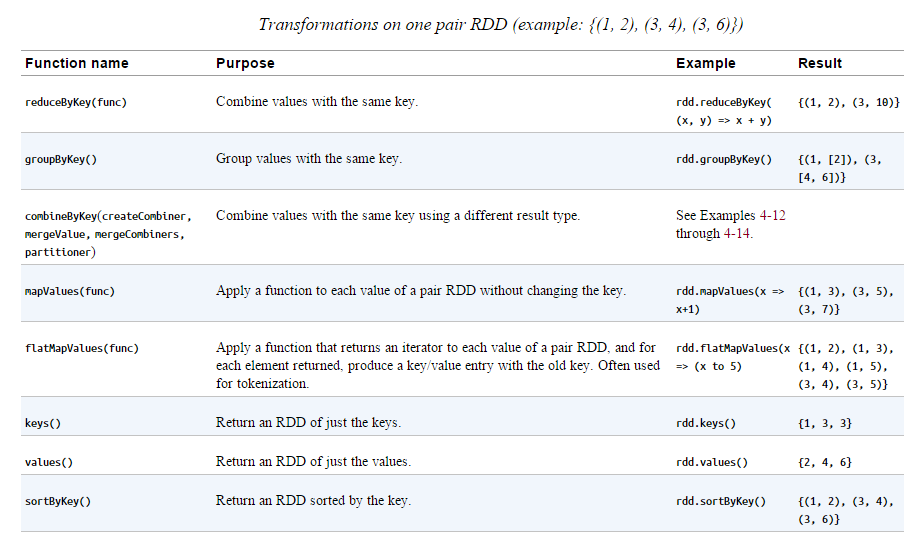 Transformations on one pair RDD (example: {(1, 2), (3, 4), (3, 6)})
Function name Purpose Example Result
reduceByKey(func) Combine values with the same key. rdd.reduceByKey( {(1, 2), (3, 10)}
(x, y) => x + y)
groupByKey() Group values with the same key. rdd.groupByKey() {(1, [2]), (3,
[4, 6])}
combineByKey(createCombiner, Combine values with the same key using a different result type. See Examples 4-12
mergeValue, mergeCombiners, through 4-14.
partitioner)
mapValues(func) Apply a function to each value of a pair RDD without changing the key. rdd.mapValues(x => {(1, 3), (3, 5),
x+1) (3, 7)}
flatMapValues(func) Apply a function that returns an iterator to each value of a pair RDD, and for rdd.flatMapValues(x {(1, 2), (1, 3),
each element returned, produce a key/value entry with the old key. Often used => (x to 5) (1, 4), (1, 5),
for tokenization. (3, 4), (3, 5)}
keys() Return an RDD of just the keys. rdd.keys() {1, 3, 3}
values() Return an RDD of just the values. rdd.values() {2, 4, 6}
sortByKey() Return an RDD sorted by the key. rdd.sortByKey() {(1, 2), (3, 4),
(3, 6)}